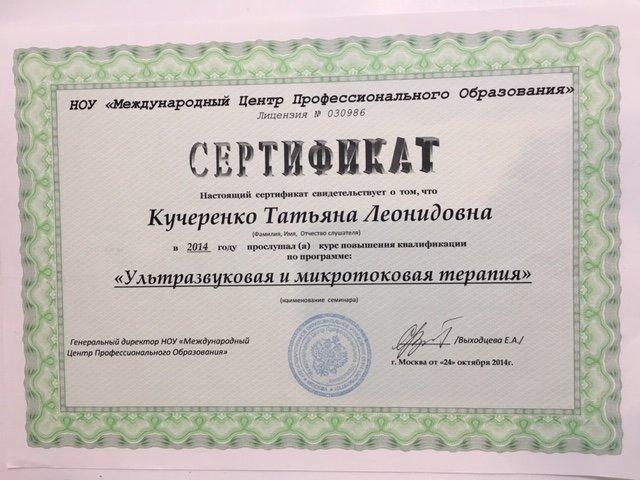 НОУ «Международный Центр Профессионального Образования»
Лицензия № 030986
СЕРТИФИКАТ
Настоящий сертификат свидетельствует о том, что
Кучеренко Татьяна Леонидовна
(Фамилия, Имя, Отчество слушателя)
в 2014 году прослушал (а) курс повышения квалификации
по программе:
«Ультразвуковая и микротоковая терапия»
(наименование семинара)
Генеральный директор НОУ «Международный
Центр Профессионального Образования»
/Выходцева Е.А./
г. Москва от «24» октября 2014г.